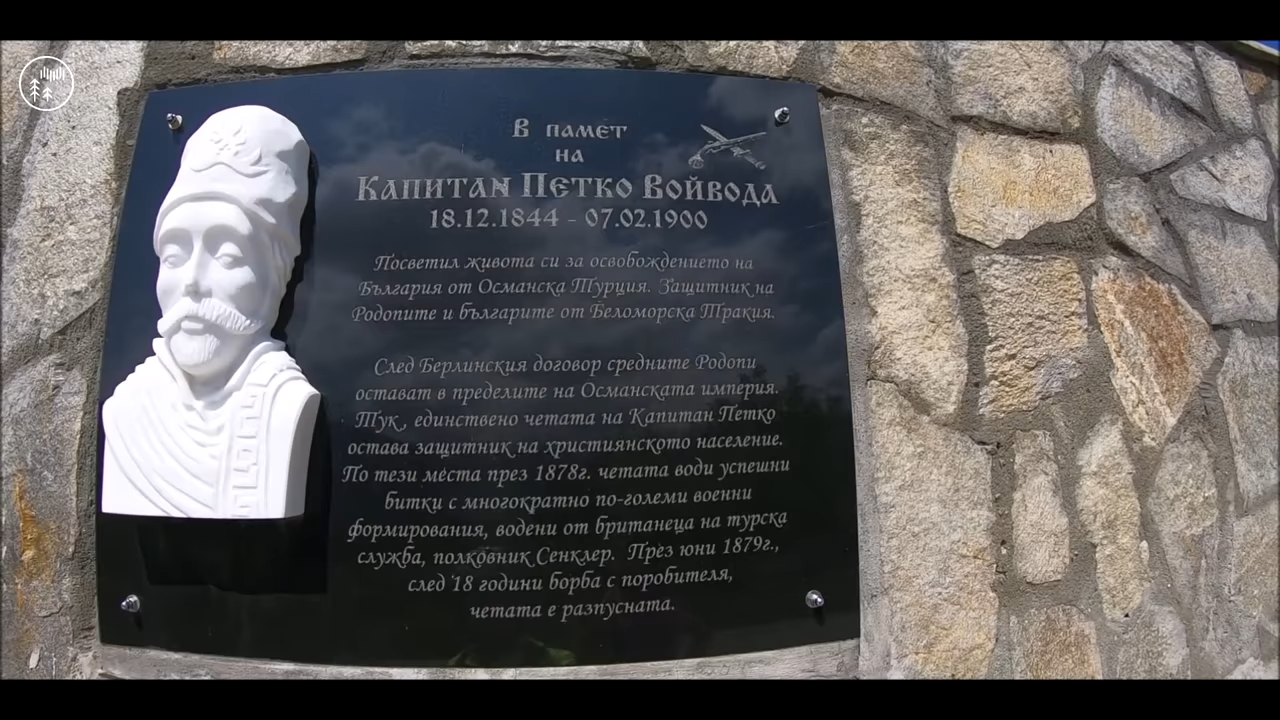 В ПАМЕТ
НА
КАПИТАН ПЕТКО ВОЙВОДА
18.12.1844 - 07.02.1900
Посветил живота си за освобождението на
България от Османска Турция. Защитник на
Родопите и българите от Беломорска Тракия.
След Берлинския договор средните Родопи
остават в пределите на Османската империя.
Тук, единствено четата на Капитан Петко
остава защитник на християнското население.
По тези места през 1878г. четата води успешни
битки с многократно по-големи военни
формирования, водени от британеца на турска
служба, полковник Сенклер. През юни 1879г.,
след 18 години борба с поробителя,
четата е разпусната.